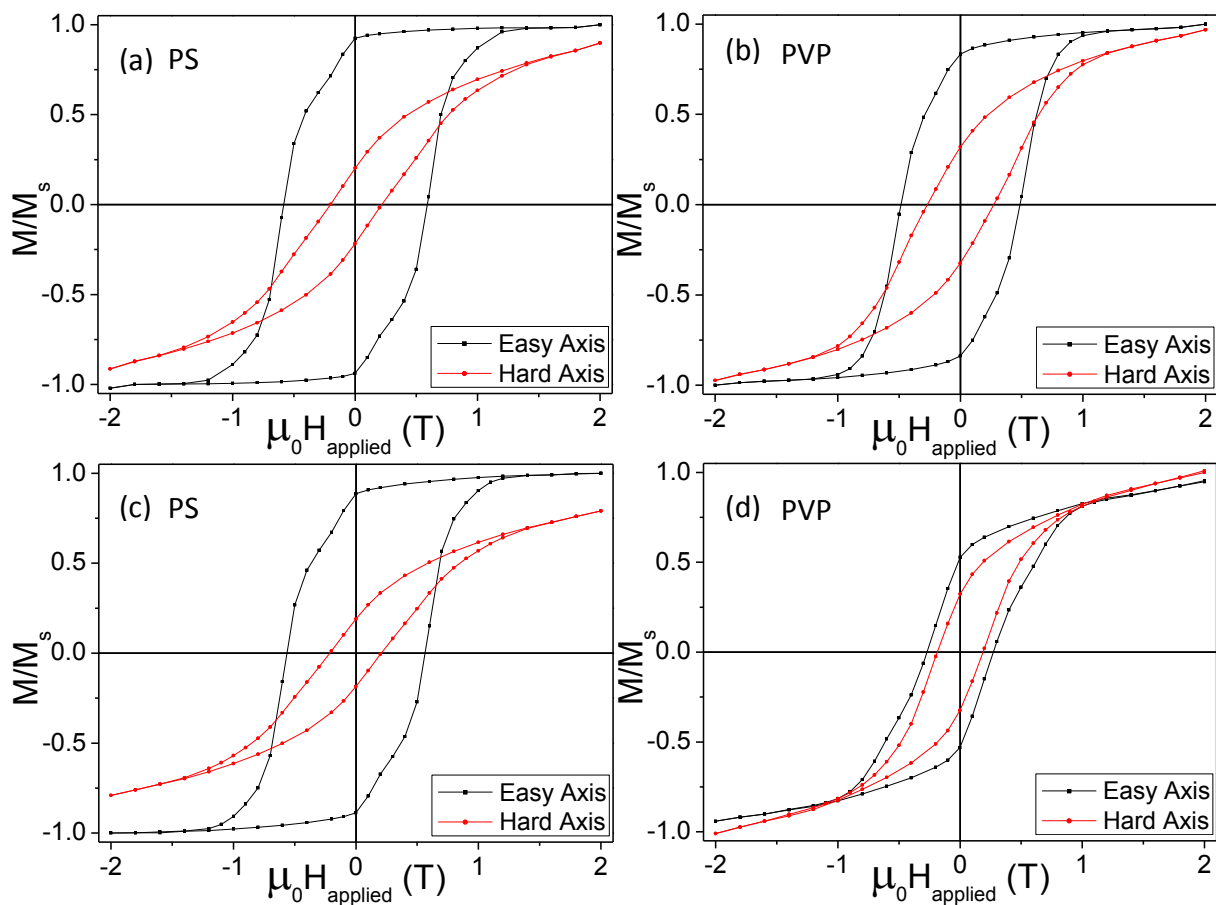 (a) PS
1.0
0.5
0.0
-0.5
-1.0
M/Ms
Easy Axis
Hard Axis
-2 -1 0 1 2
μ0Happlied (T)
(b) PVP
1.0
0.5
0.0
-0.5
-1.0
M/Ms
Easy Axis
Hard Axis
-2 -1 0 1 2
μ0Happlied (T)
(c) PS
1.0
0.5
0.0
-0.5
-1.0
M/Ms
Easy Axis
Hard Axis
-2 -1 0 1 2
μ0Happlied (T)
(d) PVP
1.0
0.5
0.0
-0.5
-1.0
M/Ms
Easy Axis
Hard Axis
-2 -1 0 1 2
μ0Happlied (T)